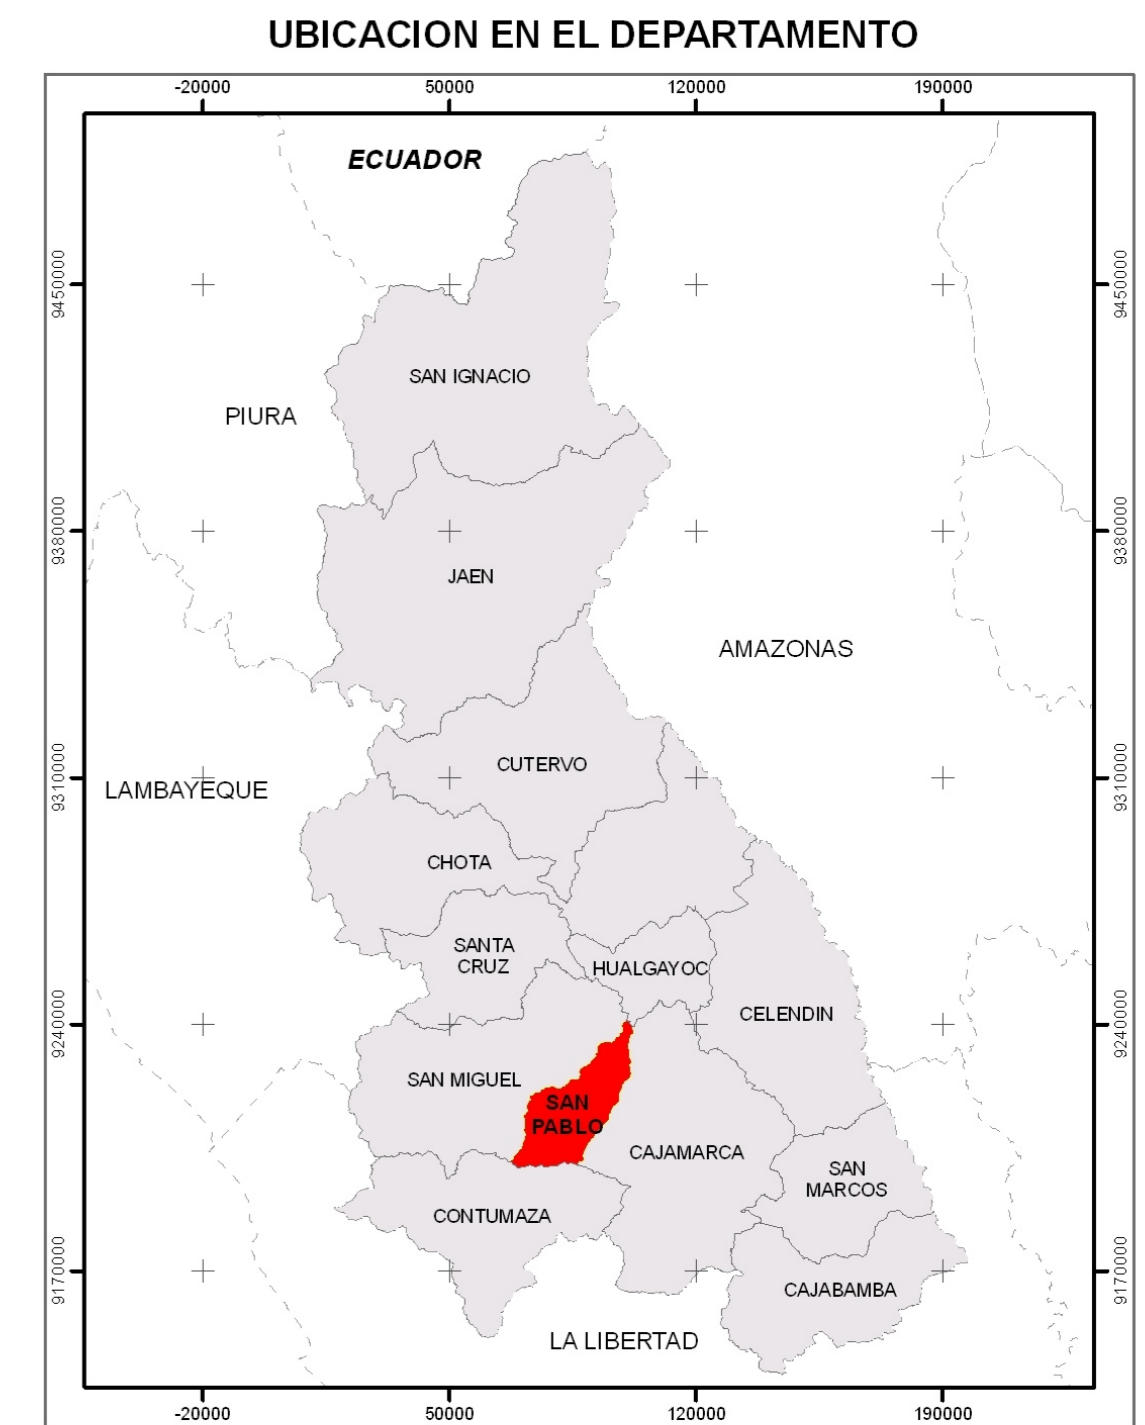 UBICACION EN EL DEPARTAMENTO
-20000 50000 120000 190000
ECUADOR
9450000 9450000
SAN IGNACIO
PIURA
9380000 9380000
JAEN
AMAZONAS
CUTERVO
9310000 9310000
LAMBAYEQUE
CHOTA
SANTA
CRUZ
HUALGAYOC
CELENDIN
9240000 9240000
SAN MIGUEL
SAN
PABLO
CAJAMARCA
SAN
MARCOS
CONTUMAZA
9170000 9170000
CAJABAMBA
LA LIBERTAD
-20000 50000 120000 190000